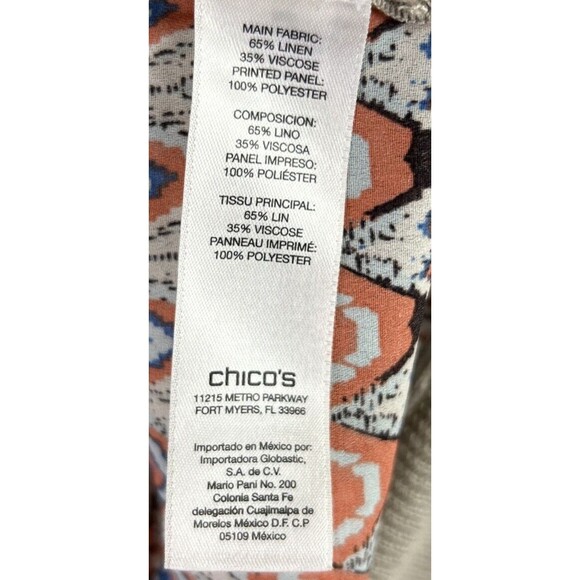 MAIN FABRIC:
65% LINEN
35% VISCOSE
PRINTED PANEL:
100% POLYESTER
COMPOSICION:
65% LINO
35% VISCOSA
PANEL IMPRESO:
100% POLIÉSTER
TISSU PRINCIPAL:
65% LIN
35% VISCOSE
PANNEAU IMPRIMÉ:
100% POLYESTER
chico's
11215 METRO PARKWAY
FORT MYERS, FL 33966
Importado en México por:
Importadora Globastic,
S.A. de C.V.
Mario Pani No. 200
Colonia Santa Fe
delegación Cuajimalpa de
Morelos México D.F. C.P
05109 México